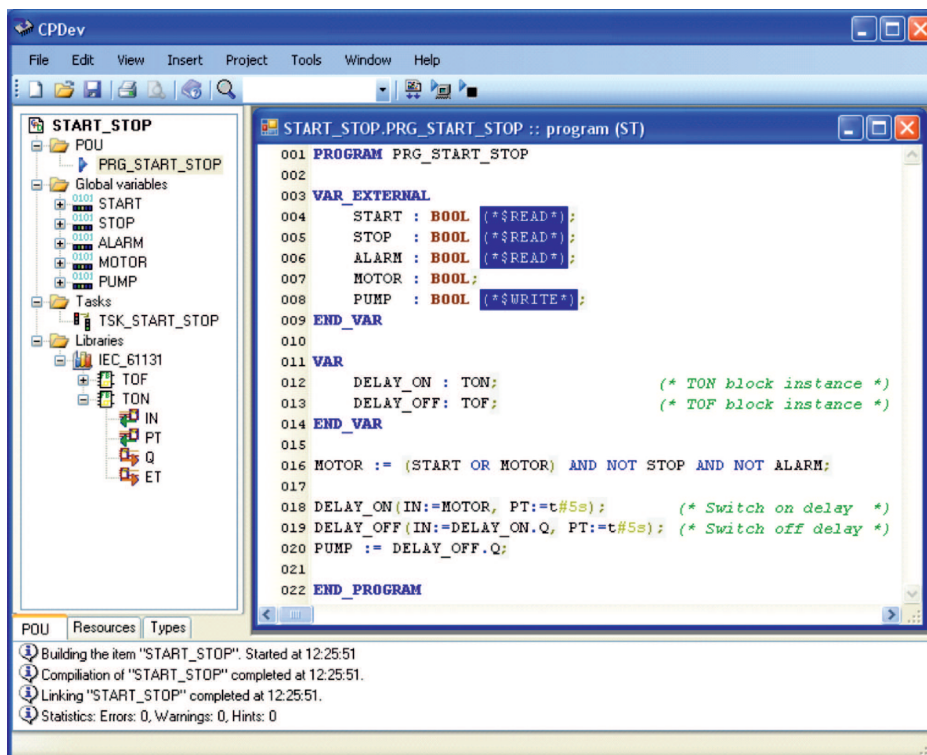 CPDev
File Edit View Insert Project Tools Window Help
START_STOP
POU
PRG_START_STOP
Global variables
0101 START
0101 STOP
0101 ALARM
0101 MOTOR
0101 PUMP
Tasks
TSK_START_STOP
Libraries
IEC_61131
TOF
TON
IN
PT
Q
ET
POU Resources Types
START_STOP.PRG_START_STOP :: program (ST)
001 PROGRAM PRG_START_STOP
002
003 VAR_EXTERNAL
004 START : BOOL (*$READ*);
005 STOP : BOOL (*$READ*);
006 ALARM : BOOL (*$READ*);
007 MOTOR : BOOL;
008 PUMP : BOOL (*$WRITE*);
009 END_VAR
010
011 VAR
012 DELAY_ON : TON; (* TON block instance *)
013 DELAY_OFF: TOF; (* TOF block instance *)
014 END_VAR
015
016 MOTOR := (START OR MOTOR) AND NOT STOP AND NOT ALARM;
017
018 DELAY_ON(IN:=MOTOR, PT:=t#5s); (* Switch on delay *)
019 DELAY_OFF(IN:=DELAY_ON.Q, PT:=t#5s); (* Switch off delay *)
020 PUMP := DELAY_OFF.Q;
021
022 END_PROGRAM
Building the item "START_STOP". Started at 12:25:51
Compiliation of "START_STOP" completed at 12:25:51.
Linking "START_STOP" completed at 12:25:51.
Statistics: Errors: 0, Warnings: 0, Hints: 0